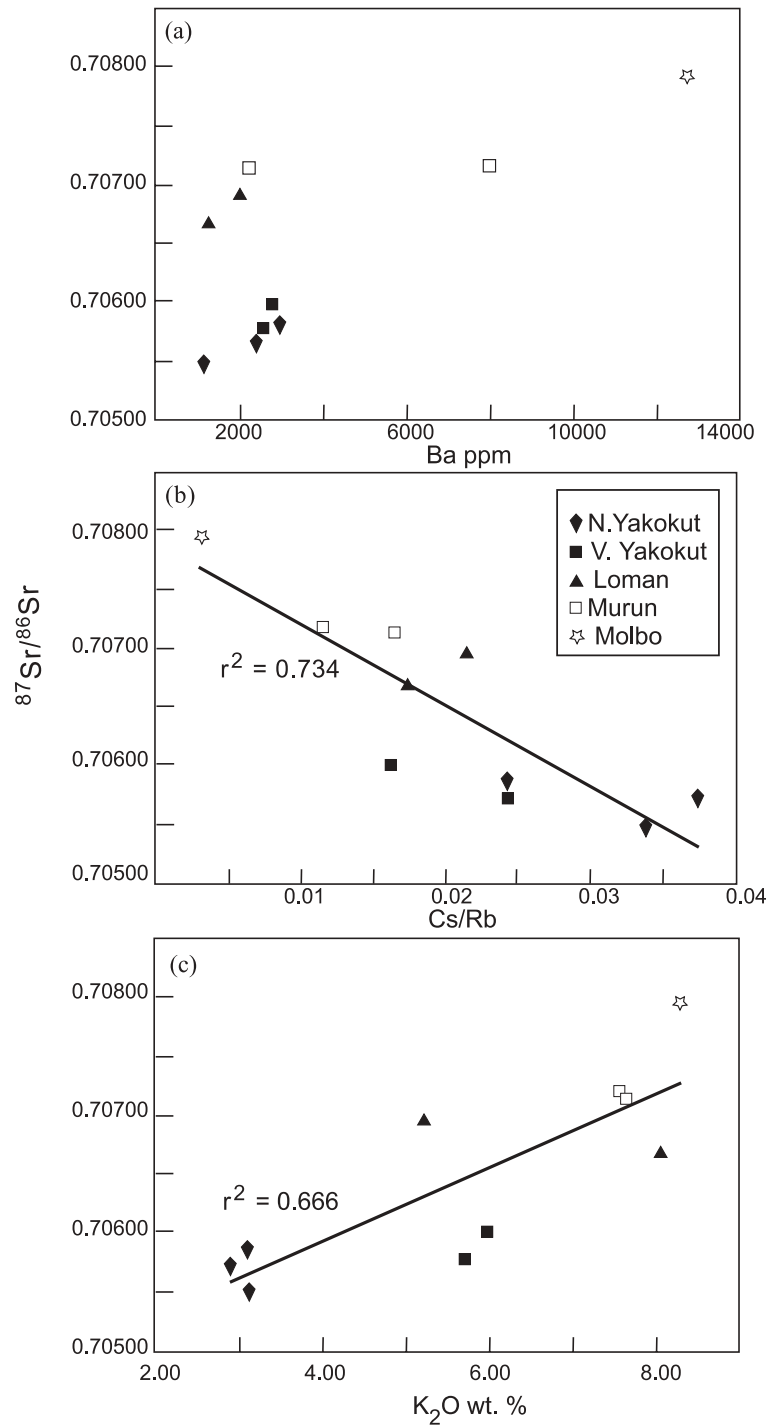 (a)
0.70800
0.70700
0.70600
0.70500
2000 6000 10000 14000
Ba ppm
(b)
0.70800
0.70700
0.70600
0.70500
N.Yakokut
V. Yakokut
Loman
Murun
Molbo
r² = 0.734
⁸⁷Sr/⁸⁶Sr
0.01 0.02 0.03 0.04
Cs/Rb
(c)
0.70800
0.70700
0.70600
0.70500
r² = 0.666
2.00 4.00 6.00 8.00
K₂O wt. %